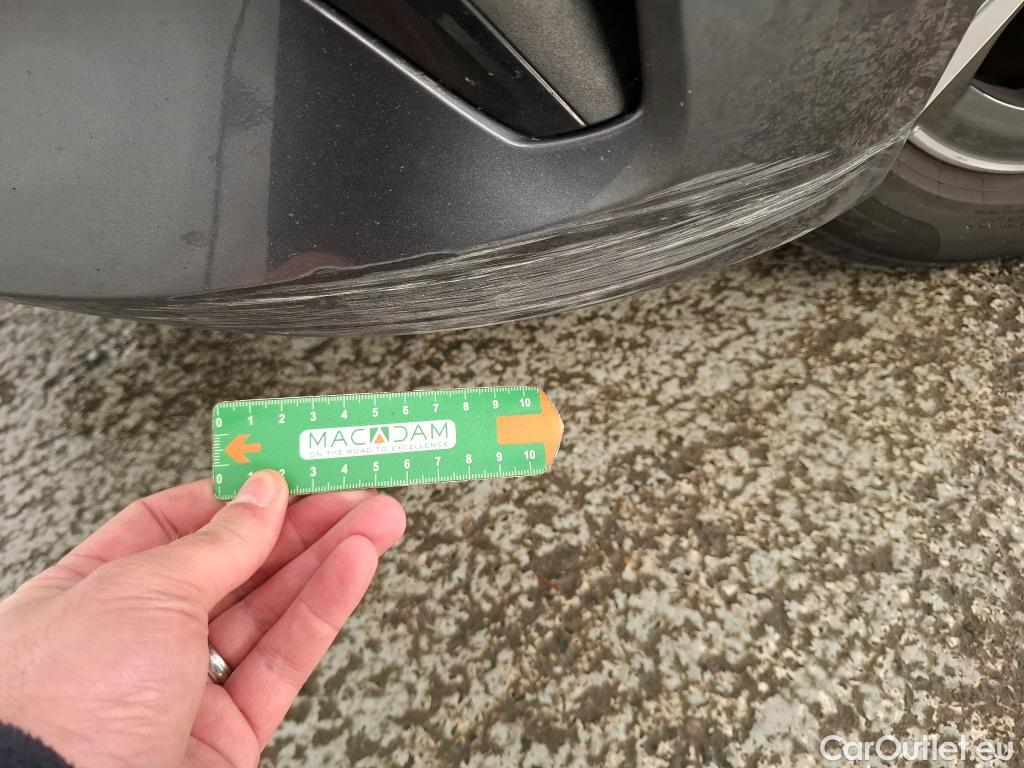 0 1 2 3 4 5 6 7 8 9 10
MACADAM
ON THE ROAD TO EXCELLENCE
0 1 2 3 4 5 6 7 8 9 10
CarOutlet.eu